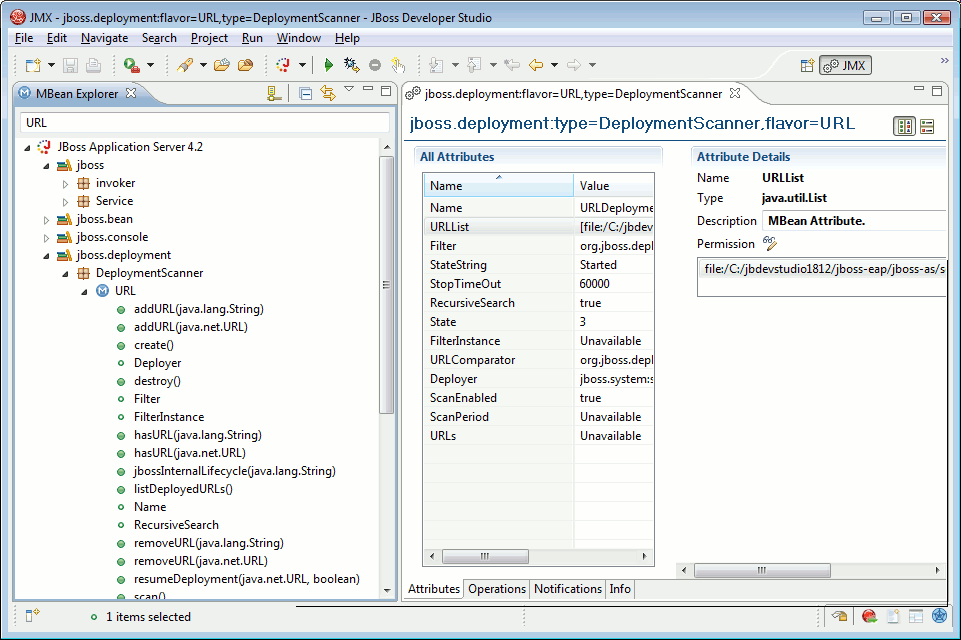 JMX - jboss.deployment:flavor=URL,type=DeploymentScanner - JBoss Developer Studio
File Edit Navigate Search Project Run Window Help
JMX
MBean Explorer
URL
JBoss Application Server 4.2
jboss
invoker
Service
jboss.bean
jboss.console
jboss.deployment
DeploymentScanner
URL
addURL(java.lang.String)
addURL(java.net.URL)
create()
Deployer
destroy()
Filter
FilterInstance
hasURL(java.lang.String)
hasURL(java.net.URL)
jbossInternalLifecycle(java.lang.String)
listDeployedURLs()
Name
RecursiveSearch
removeURL(java.lang.String)
removeURL(java.net.URL)
resumeDeployment(java.net.URL, boolean)
scan()
jboss.deployment:flavor=URL,type=DeploymentScanner
jboss.deployment:type=DeploymentScanner,flavor=URL
All Attributes
Name Value
Name URLDeployme
URLList [file:/C:/jbdev
Filter org.jboss.depl
StateString Started
StopTimeOut 60000
RecursiveSearch true
State 3
FilterInstance Unavailable
URLComparator org.jboss.depl
Deployer jboss.system:s
ScanEnabled true
ScanPeriod Unavailable
URLs Unavailable
Attribute Details
Name URLList
Type java.util.List
Description MBean Attribute.
Permission
file:/C:/jbdevstudio1812/jboss-eap/jboss-as/s
Attributes Operations Notifications Info
1 items selected